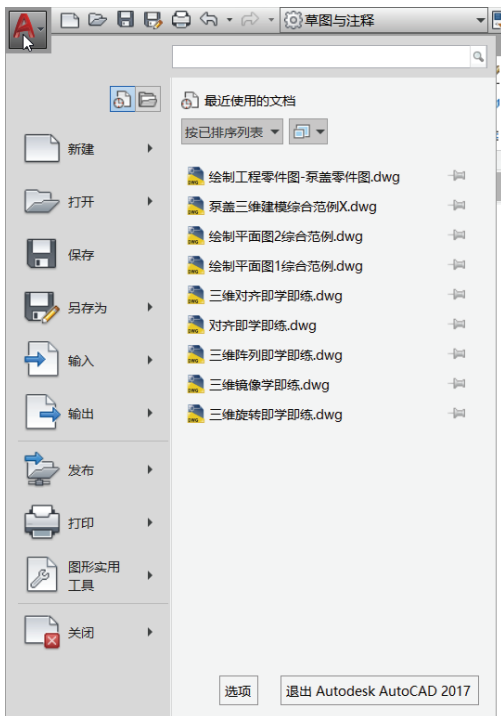 草图与注释
最近使用的文档
按已排序列表
新建
打开
保存
另存为
输入
输出
发布
打印
图形实用
工具
关闭
绘制工程零件图-泵盖零件图.dwg
泵盖三维建模综合范例X.dwg
绘制平面图2综合范例.dwg
绘制平面图1综合范例.dwg
三维对齐即学即练.dwg
对齐即学即练.dwg
三维阵列即学即练.dwg
三维镜像学即练.dwg
三维旋转即学即练.dwg
选项
退出 Autodesk AutoCAD 2017